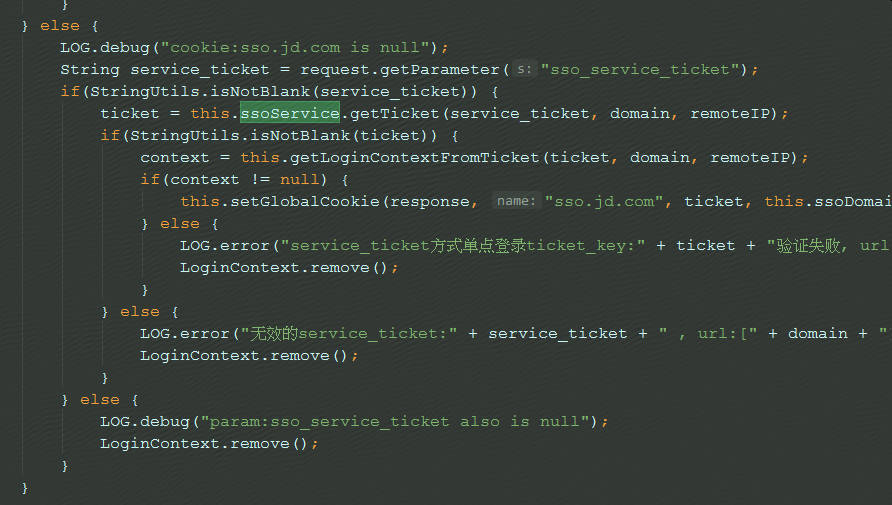 }
} else {
LOG.debug("cookie:sso.jd.com is null");
String service_ticket = request.getParameter( s: "sso_service_ticket");
if(StringUtils.isNotBlank(service_ticket)) {
ticket = this.ssoService.getTicket(service_ticket, domain, remoteIP);
if(StringUtils.isNotBlank(ticket)) {
context = this.getLoginContextFromTicket(ticket, domain, remoteIP);
if(context != null) {
this.setGlobalCookie(response, name: "sso.jd.com", ticket, this.ssoDomai
} else {
LOG.error("service_ticket方式单点登录ticket_key:" + ticket + "验证失败, url
LoginContext.remove();
}
} else {
LOG.error("无效的service_ticket:" + service_ticket + " , url:[" + domain + "
LoginContext.remove();
}
} else {
LOG.debug("param:sso_service_ticket also is null");
LoginContext.remove();
}
}